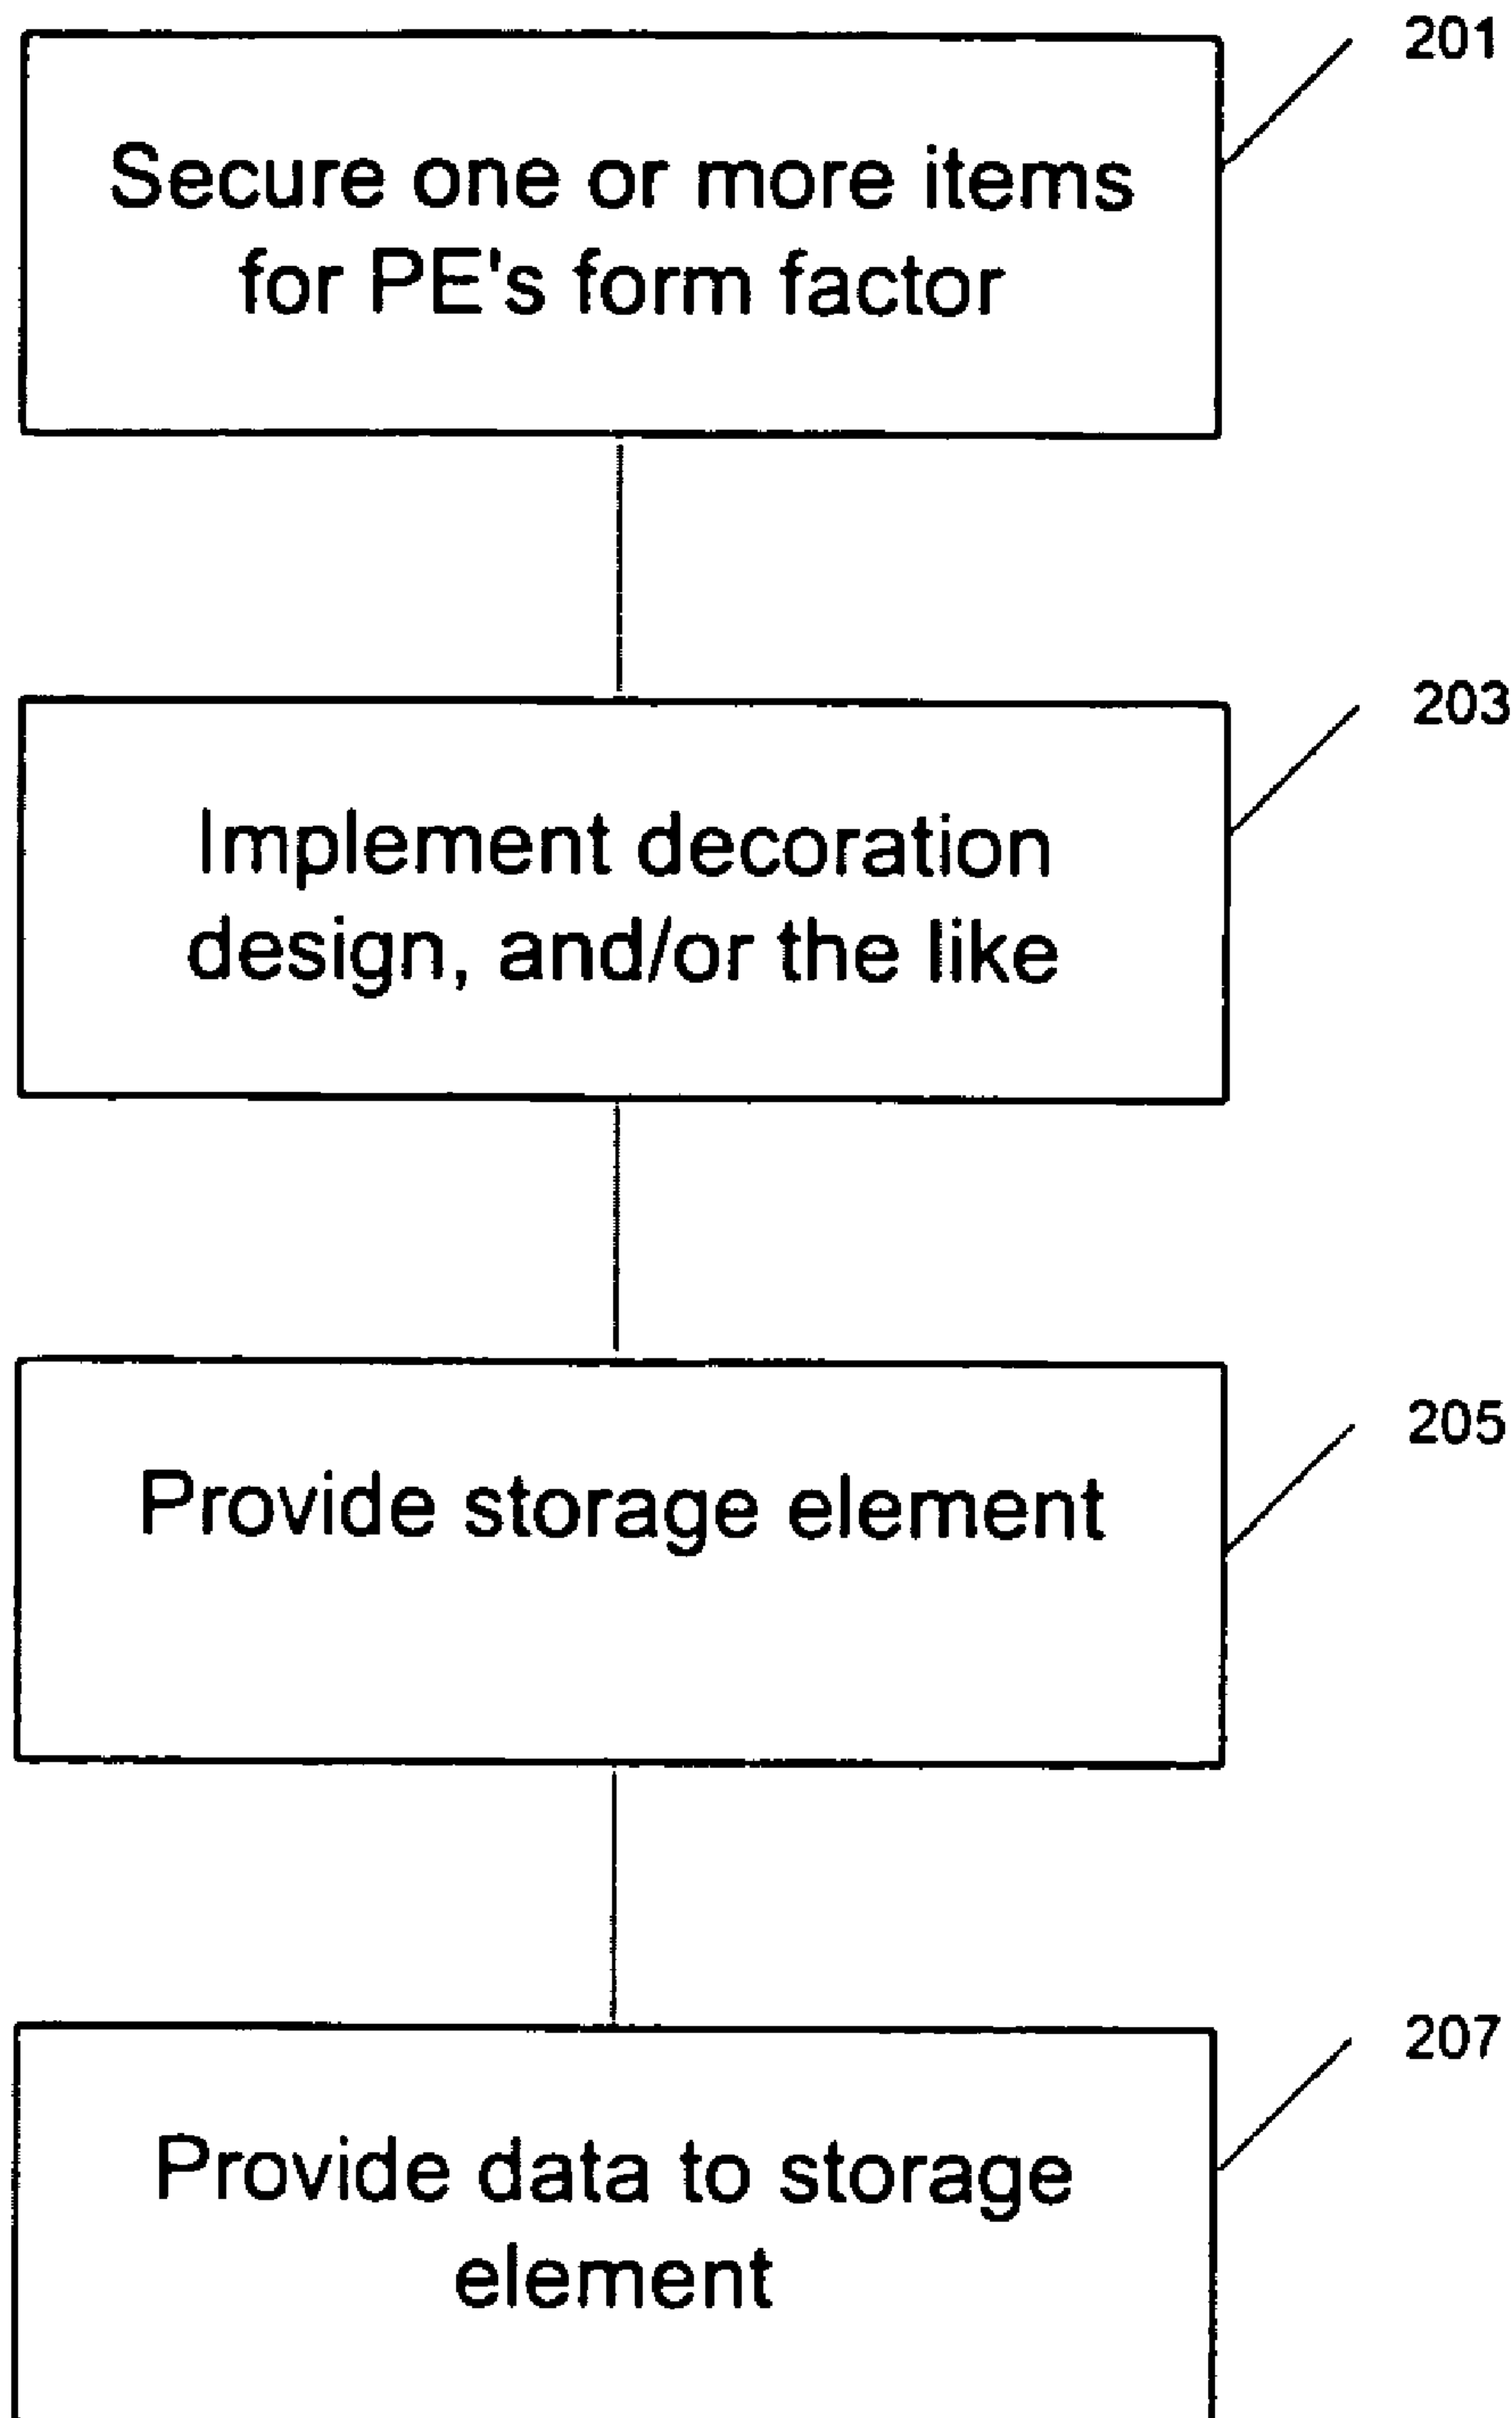 201
Secure one or more items
for PE's form factor
203
Implement decoration
design, and/or the like
205
Provide storage element
207
Provide data to storage
element